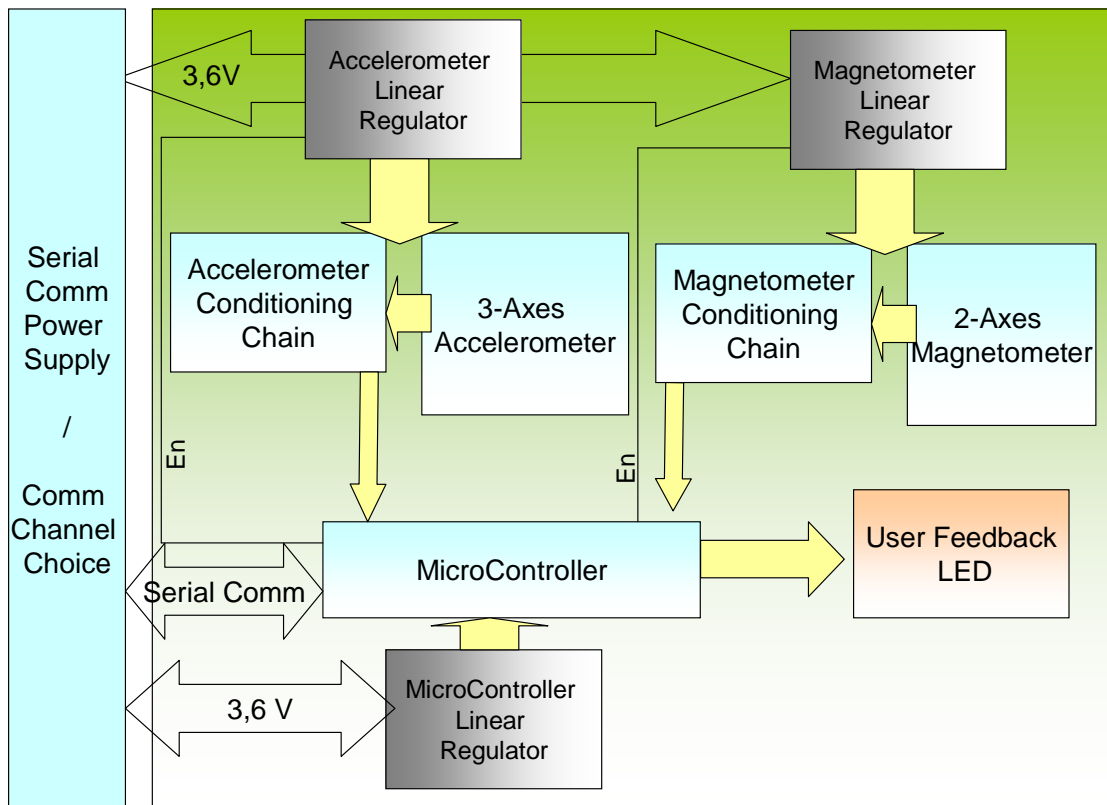 3,6V
Accelerometer
Linear
Regulator
Magnetometer
Linear
Regulator
Serial
Comm
Power
Supply
/
Comm
Channel
Choice
Accelerometer
Conditioning
Chain
3-Axes
Accelerometer
Magnetometer
Conditioning
Chain
2-Axes
Magnetometer
En
En
MicroController
User Feedback
LED
Serial Comm
3,6 V
MicroController
Linear
Regulator